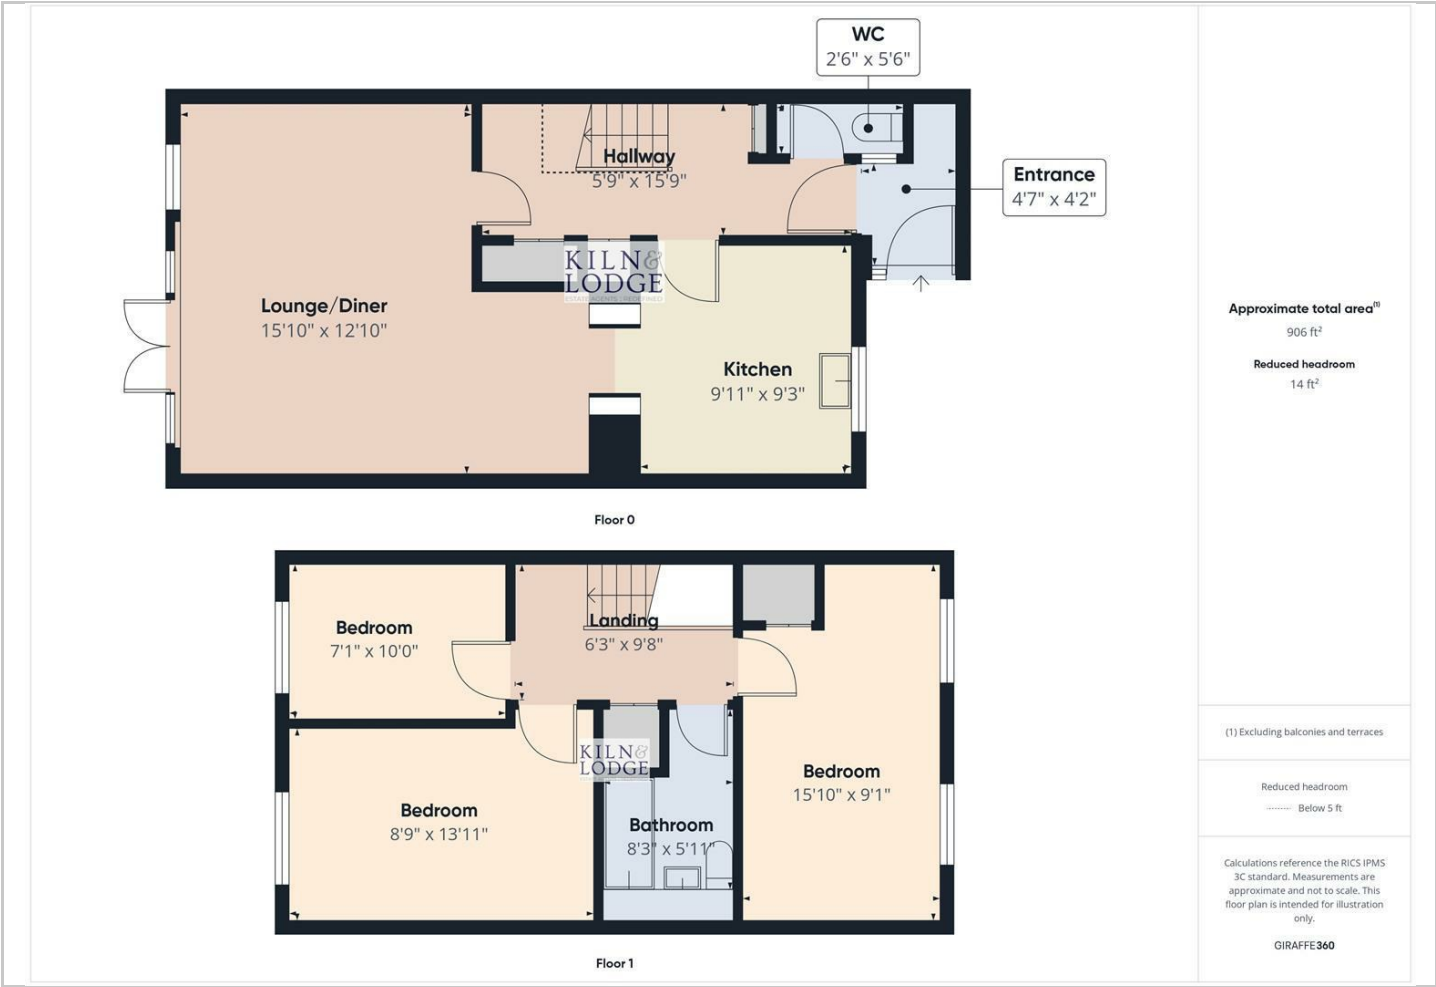 WC
2'6" x 5'6"
Hallway
5'9" x 15'9"
Entrance
4'7" x 4'2"
KILN&
LODGE
ESTATE AGENTS | REDEFINED
Lounge/Diner
15'10" x 12'10"
Kitchen
9'11" x 9'3"
Floor 0
Bedroom
7'1" x 10'0"
Landing
6'3" x 9'8"
KILN&
LODGE
Bedroom
8'9" x 13'11"
Bathroom
8'3" x 5'11"
Bedroom
15'10" x 9'1"
Floor 1
Approximate total area(1)
906 ft²
Reduced headroom
14 ft²
(1) Excluding balconies and terraces
Reduced headroom
Below 5 ft
Calculations reference the RICS IPMS
3C standard. Measurements are
approximate and not to scale. This
floor plan is intended for illustration
only.
GIRAFFE360